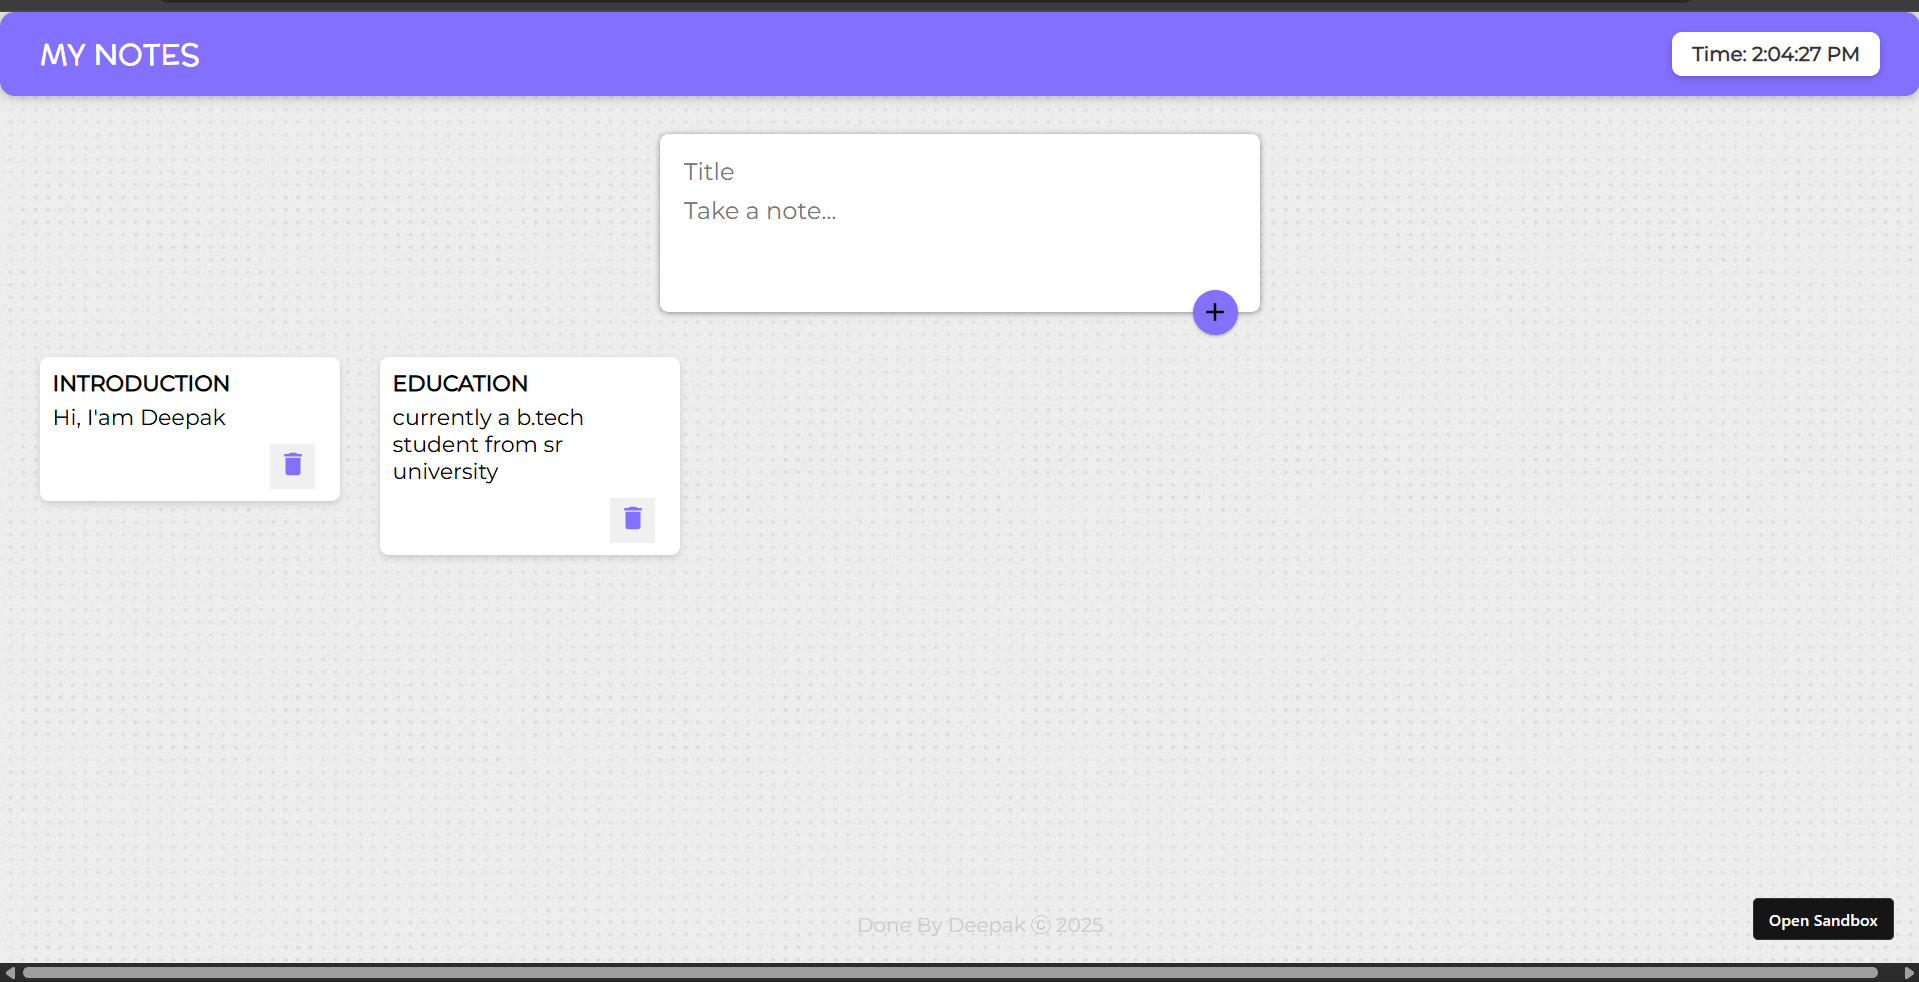 MY NOTES
Time: 2:04:27 PM
Title
Take a note...
+
INTRODUCTION
Hi, I'am Deepak
EDUCATION
currently a b.tech
student from sr
university
Done By Deepak ⓒ 2025
Open Sandbox